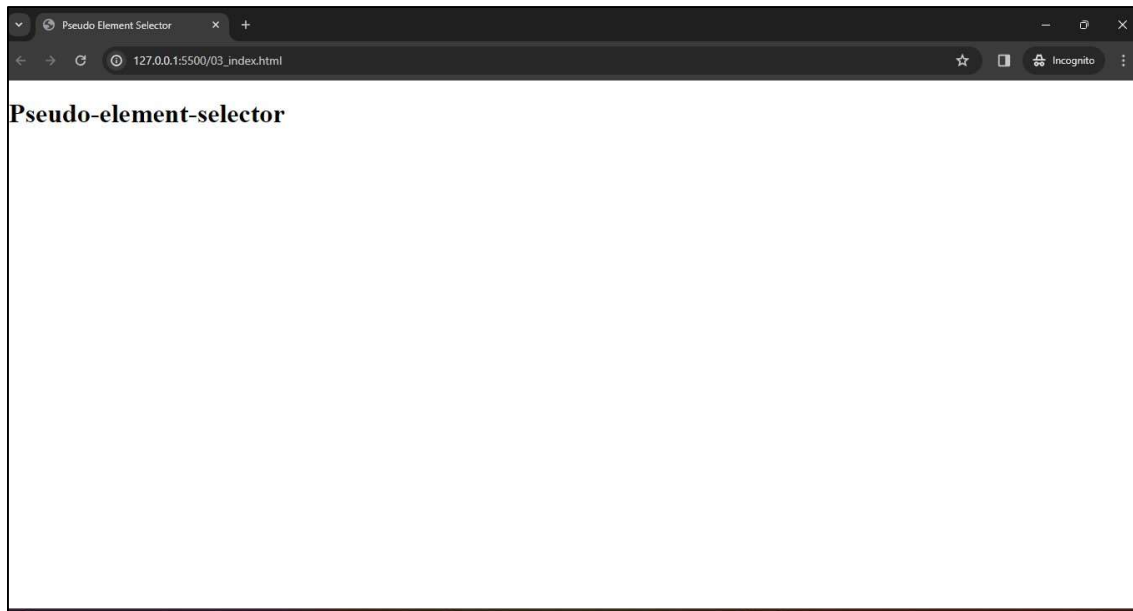 Pseudo Element Selector
127.0.0.1:5500/03_index.html
Incognito
Pseudo-element-selector